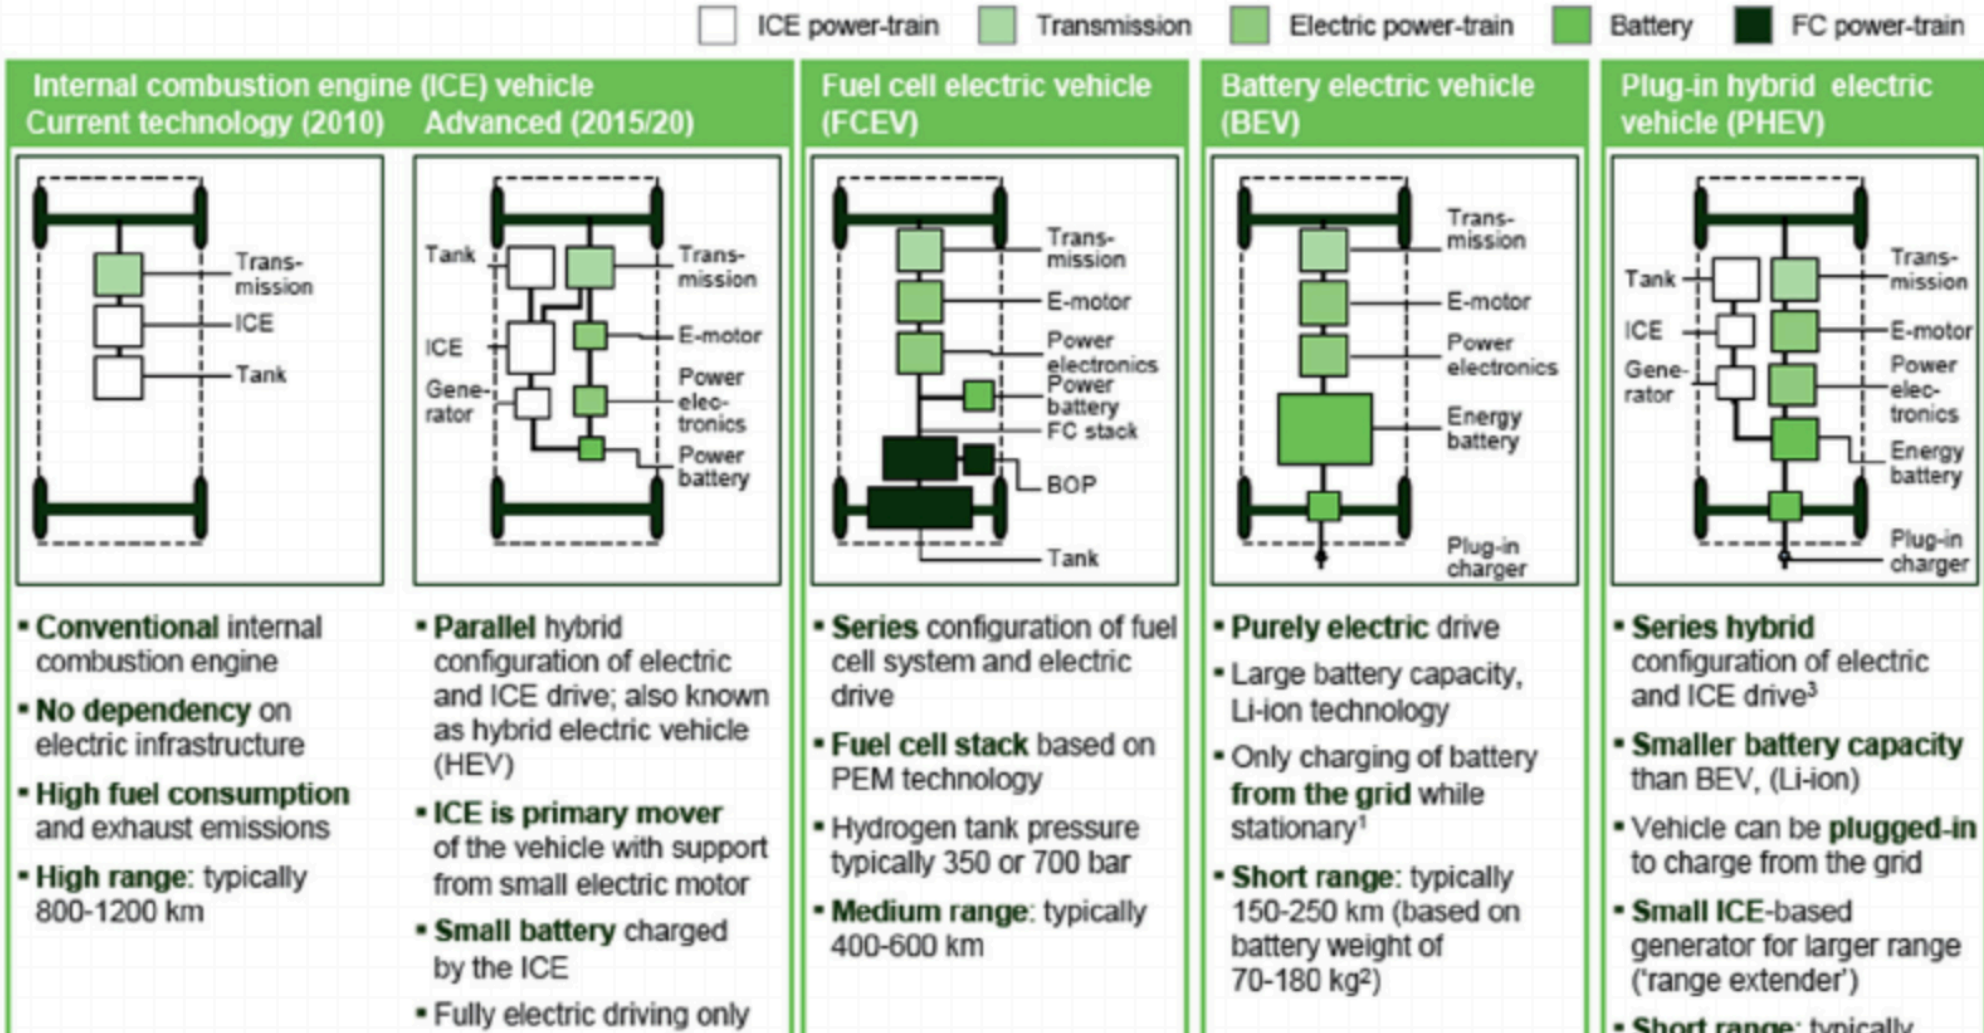 ICE power-train
Transmission
Electric power-train
Battery
FC power-train
Internal combustion engine (ICE) vehicle
Current technology (2010)
Advanced (2015/20)
Trans-
mission
ICE
Tank
Tank
ICE
Gene-
rator
Trans-
mission
E-motor
Power
elec-
tronics
Power
battery
▪ Conventional internal
combustion engine
▪ No dependency on
electric infrastructure
▪ High fuel consumption
and exhaust emissions
▪ High range: typically
800-1200 km
▪ Parallel hybrid
configuration of electric
and ICE drive; also known
as hybrid electric vehicle
(HEV)
▪ ICE is primary mover
of the vehicle with support
from small electric motor
▪ Small battery charged
by the ICE
▪ Fully electric driving only
Fuel cell electric vehicle
(FCEV)
Trans-
mission
E-motor
Power
electronics
Power
battery
FC stack
BOP
Tank
▪ Series configuration of fuel
cell system and electric
drive
▪ Fuel cell stack based on
PEM technology
▪ Hydrogen tank pressure
typically 350 or 700 bar
▪ Medium range: typically
400-600 km
Battery electric vehicle
(BEV)
Trans-
mission
E-motor
Power
electronics
Energy
battery
Plug-in
charger
▪ Purely electric drive
▪ Large battery capacity,
Li-ion technology
▪ Only charging of battery
from the grid while
stationary¹
▪ Short range: typically
150-250 km (based on
battery weight of
70-180 kg²)
Plug-in hybrid electric
vehicle (PHEV)
Tank
ICE
Gene-
rator
Trans-
mission
E-motor
Power
elec-
tronics
Energy
battery
Plug-in
charger
▪ Series hybrid
configuration of electric
and ICE drive³
▪ Smaller battery capacity
than BEV, (Li-ion)
▪ Vehicle can be plugged-in
to charge from the grid
▪ Small ICE-based
generator for larger range
(‘range extender’)
▪ Short range: typically